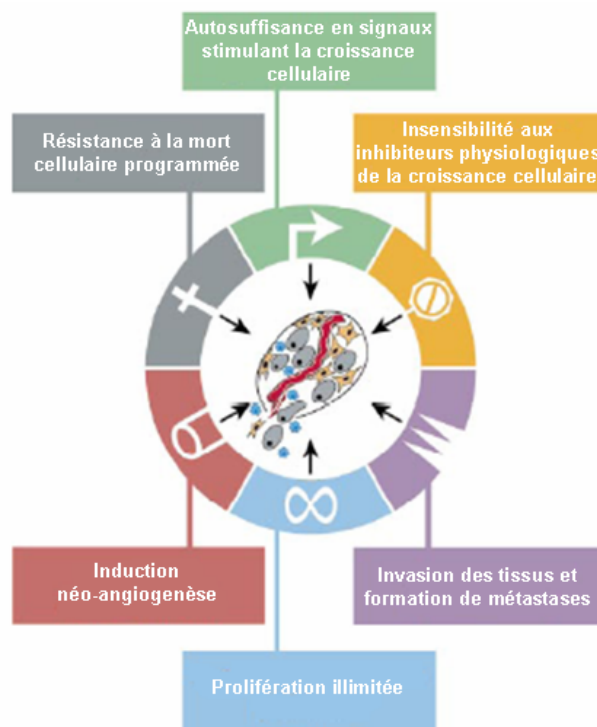 Autosuffisance en signaux
stimulant la croissance
cellulaire
Résistance à la mort
cellulaire programmée
Insensibilité aux
inhibiteurs physiologiques
de la croissance cellulaire
Induction
néo-angiogenèse
Invasion des tissus et
formation de métastases
Prolifération illimitée